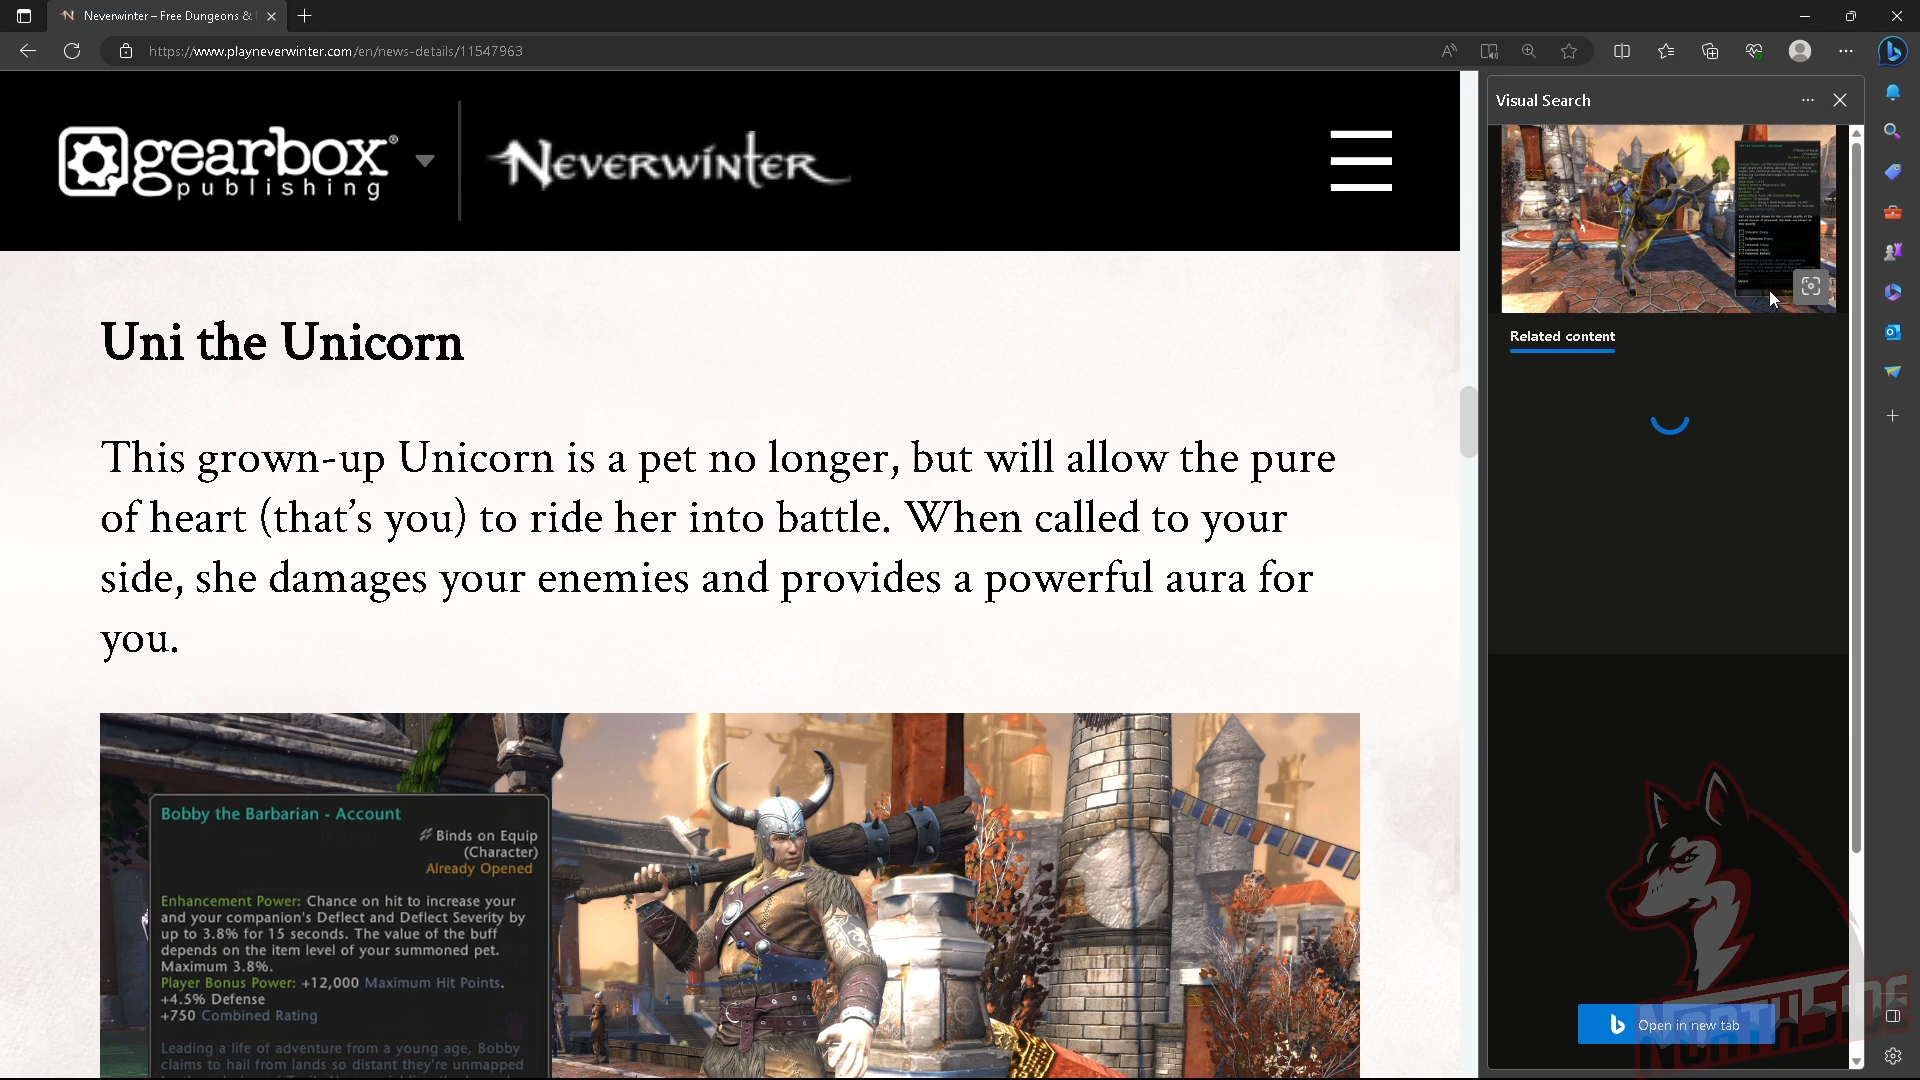 Neverwinter – Free Dungeons &
https://www.playneverwinter.com/en/news-details/11547963
gearbox®
publishing
NEVERWINTER
Uni the Unicorn
This grown-up Unicorn is a pet no longer, but will allow the pure
of heart (that’s you) to ride her into battle. When called to your
side, she damages your enemies and provides a powerful aura for
you.
Bobby the Barbarian - Account
Binds on Equip
(Character)
Already Opened
Enhancement Power: Chance on hit to increase your
and your companion's Deflect and Deflect Severity by
up to 3.8% for 15 seconds. The value of the buff
depends on the item level of your summoned pet.
Maximum 3.8%.
Player Bonus Power: +12,000 Maximum Hit Points.
+4.5% Defense
+750 Combined Rating
Leading a life of adventure from a young age, Bobby
claims to hail from lands so distant they're unmapped
Visual Search
Related content
Open in new tab
NORTHSIDE